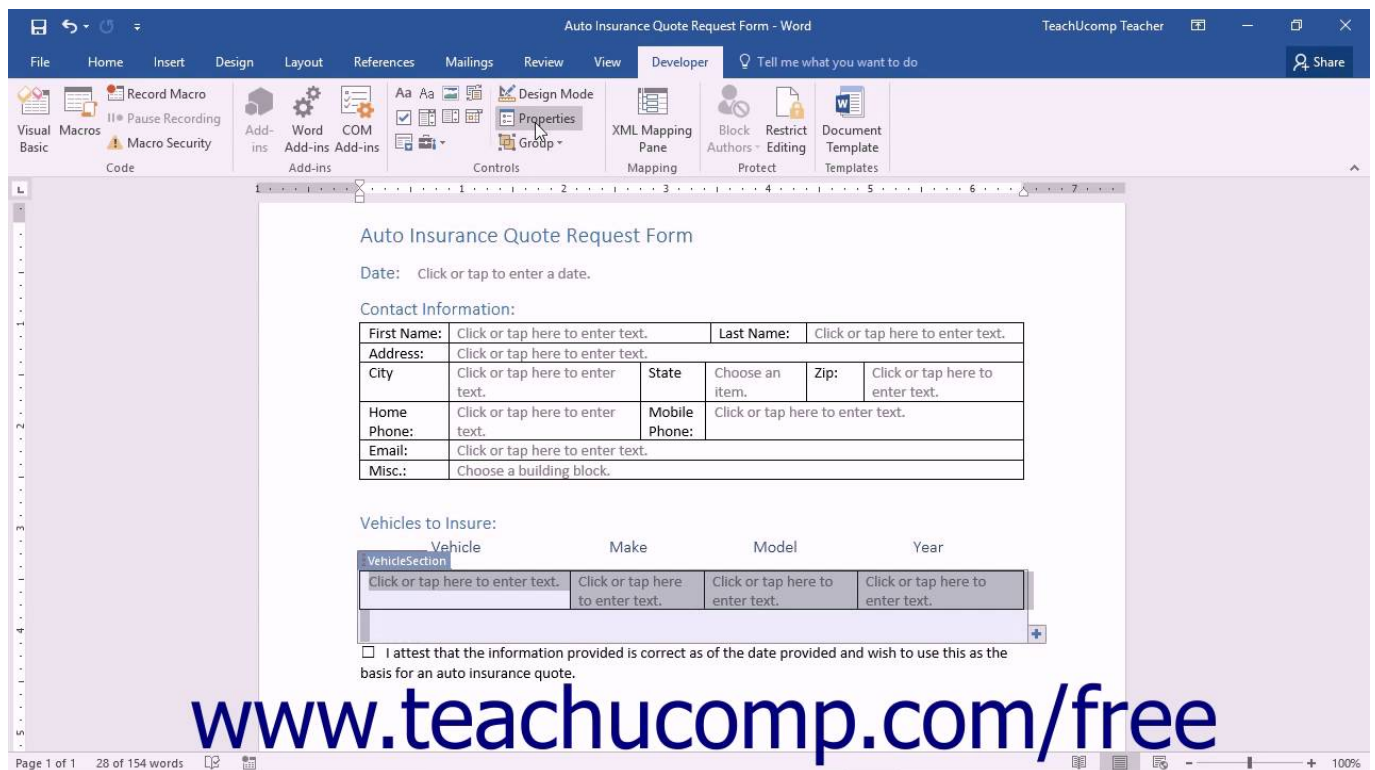 Auto Insurance Quote Request Form - Word
TeachUcomp Teacher
File Home Insert Design Layout References Mailings Review View Developer Tell me what you want to do Share
Visual Basic
Macros
Record Macro
Pause Recording
Macro Security
Code
Add-ins
Word Add-ins
COM Add-ins
Add-ins
Aa Aa
Design Mode
Properties
Group
Controls
XML Mapping Pane
Mapping
Block Authors
Restrict Editing
Protect
Document Template
Templates
L
1 1 2 3 4 5 6 7
Auto Insurance Quote Request Form
Date: Click or tap to enter a date.
Contact Information:
First Name: Click or tap here to enter text. Last Name: Click or tap here to enter text.
Address: Click or tap here to enter text.
City Click or tap here to enter text. State Choose an item. Zip: Click or tap here to enter text.
Home Phone: Click or tap here to enter text. Mobile Phone: Click or tap here to enter text.
Email: Click or tap here to enter text.
Misc.: Choose a building block.
Vehicles to Insure:
Vehicle Make Model Year
VehicleSection
Click or tap here to enter text. Click or tap here to enter text. Click or tap here to enter text. Click or tap here to enter text.
I attest that the information provided is correct as of the date provided and wish to use this as the
basis for an auto insurance quote.
www.teachucomp.com/free
Page 1 of 1 28 of 154 words 100%